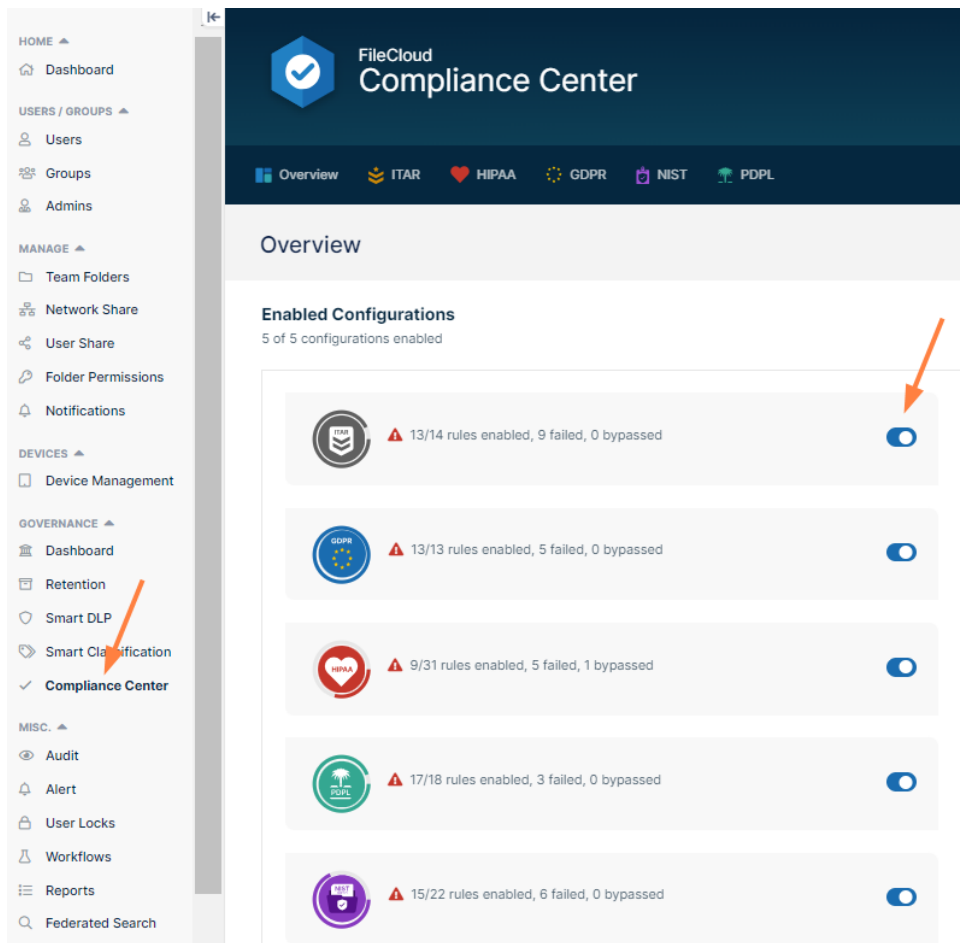 HOME
Dashboard
USERS / GROUPS
Users
Groups
Admins
MANAGE
Team Folders
Network Share
User Share
Folder Permissions
Notifications
DEVICES
Device Management
GOVERNANCE
Dashboard
Retention
Smart DLP
Smart Classification
Compliance Center
MISC.
Audit
Alert
User Locks
Workflows
Reports
Federated Search
FileCloud
Compliance Center
Overview ITAR HIPAA GDPR NIST PDPL
Overview
Enabled Configurations
5 of 5 configurations enabled
ITAR
13/14 rules enabled, 9 failed, 0 bypassed
GDPR
13/13 rules enabled, 5 failed, 0 bypassed
HIPAA
9/31 rules enabled, 5 failed, 1 bypassed
PDPL
17/18 rules enabled, 3 failed, 0 bypassed
NIST
15/22 rules enabled, 6 failed, 0 bypassed